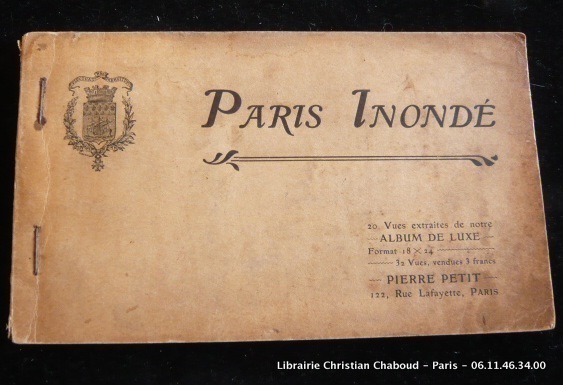 PARIS INONDÉ
20 Vues extraites de notre
ALBUM DE LUXE
Format 18 × 24
32 Vues, vendues 3 francs
PIERRE PETIT
122, Rue Lafayette, PARIS
Librairie Christian Chaboud - Paris - 06.11.46.34.00